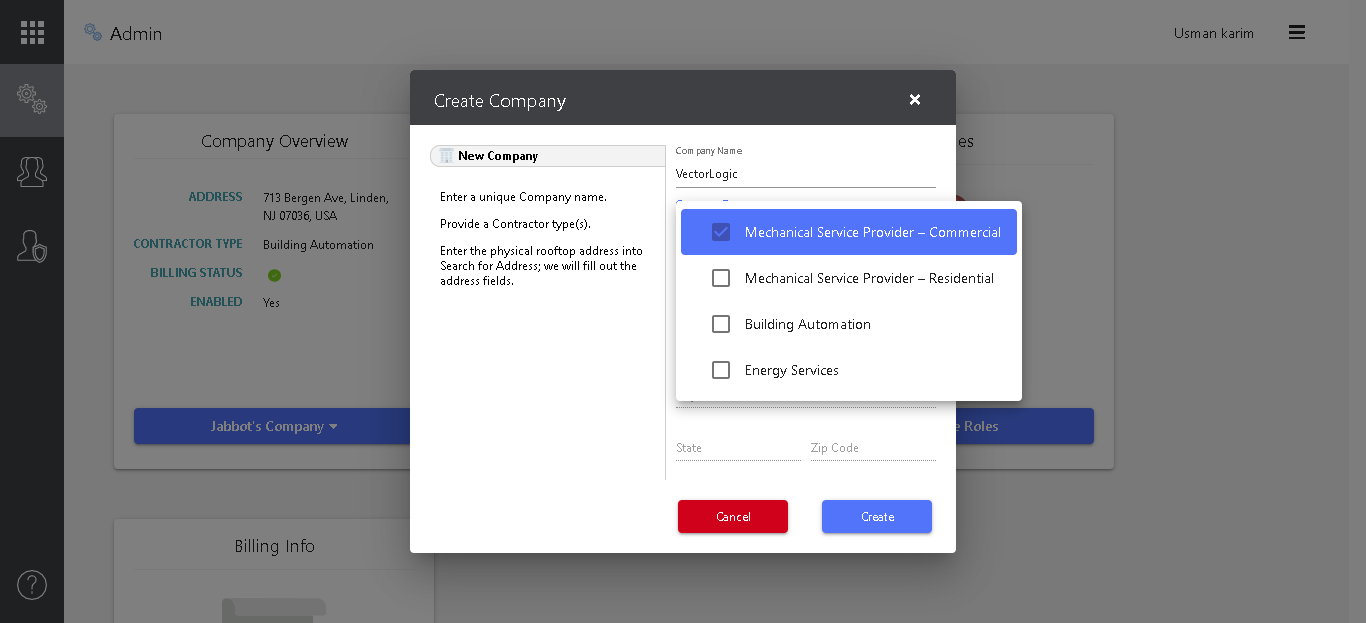 Admin
Usman karim
Create Company
Company Overview
ADDRESS
713 Bergen Ave, Linden,
NJ 07036, USA
CONTRACTOR TYPE
Building Automation
BILLING STATUS
ENABLED
Yes
Jabbot's Company
New Company
Enter a unique Company name.
Provide a Contractor type(s).
Enter the physical rooftop address into
Search for Address; we will fill out the
address fields.
Company Name
VectorLogic
Mechanical Service Provider – Commercial
Mechanical Service Provider – Residential
Building Automation
Energy Services
State
Zip Code
Cancel
Create
Roles
Billing Info
?